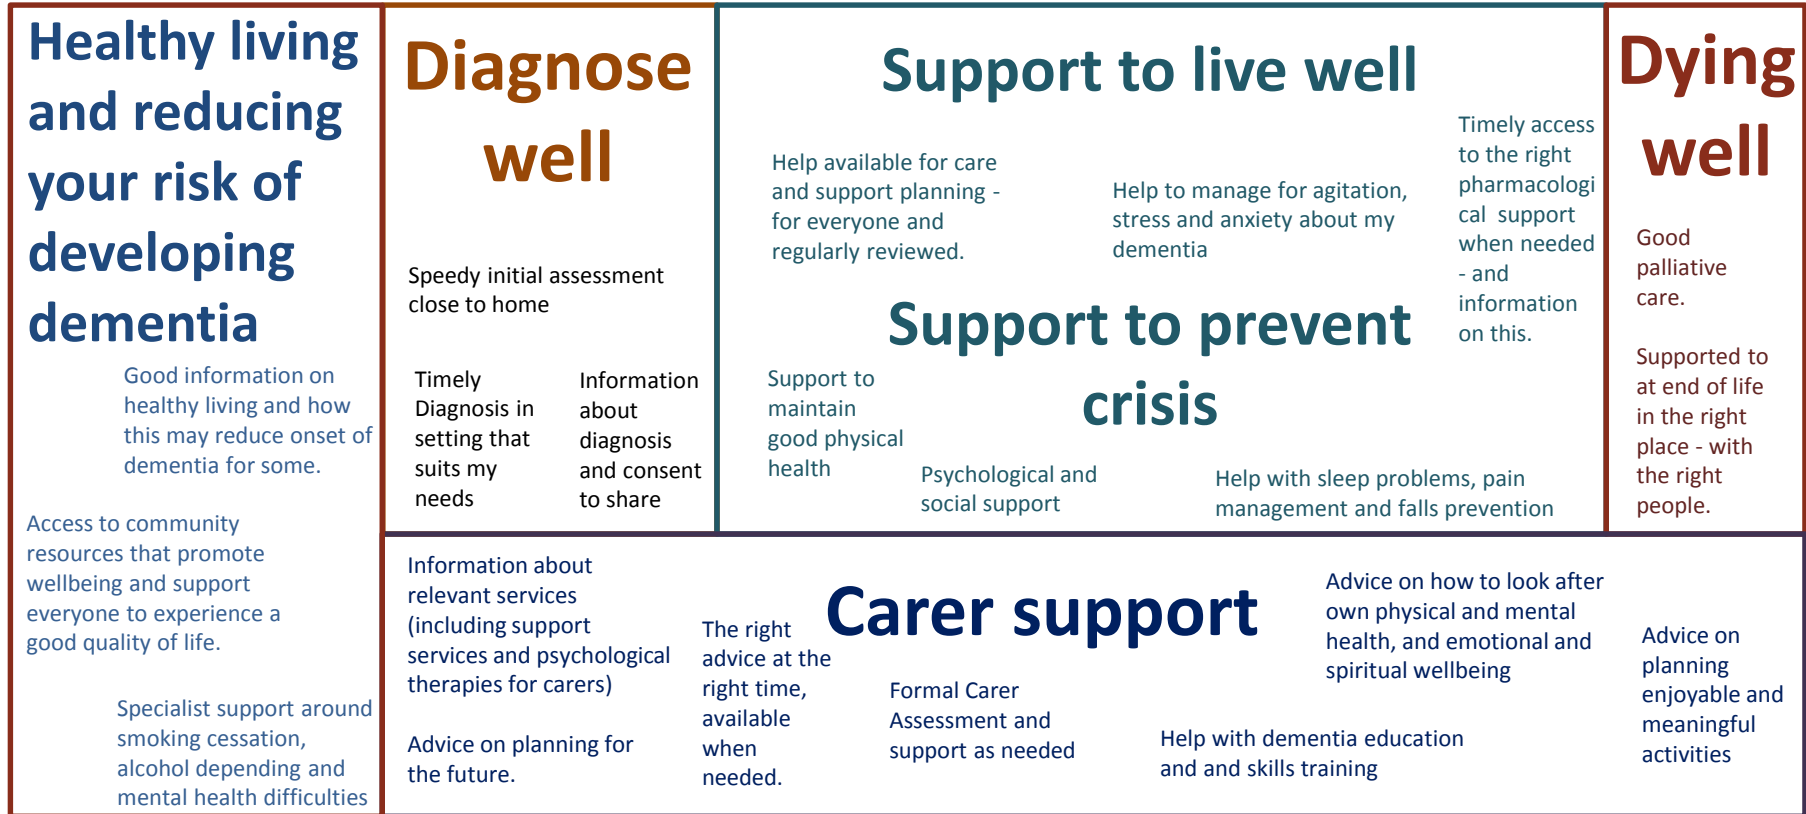 Healthy living
and reducing
your risk of
developing
dementia
Good information on
healthy living and how
this may reduce onset of
dementia for some.
Access to community
resources that promote
wellbeing and support
everyone to experience a
good quality of life.
Specialist support around
smoking cessation,
alcohol depending and
mental health difficulties
Diagnose
well
Speedy initial assessment
close to home
Timely
Diagnosis in
setting that
suits my
needs
Information
about
diagnosis
and consent
to share
Support to live well
Help available for care
and support planning -
for everyone and
regularly reviewed.
Help to manage for agitation,
stress and anxiety about my
dementia
Timely access
to the right
pharmacologi
cal support
when needed
- and
information
on this.
Support to prevent
crisis
Support to
maintain
good physical
health
Psychological and
social support
Help with sleep problems, pain
management and falls prevention
Dying
well
Good
palliative
care.
Supported to
at end of life
in the right
place - with
the right
people.
Carer support
Information about
relevant services
(including support
services and psychological
therapies for carers)
Advice on planning for
the future.
The right
advice at the
right time,
available
when
needed.
Formal Carer
Assessment and
support as needed
Help with dementia education
and and skills training
Advice on how to look after
own physical and mental
health, and emotional and
spiritual wellbeing
Advice on
planning
enjoyable and
meaningful
activities